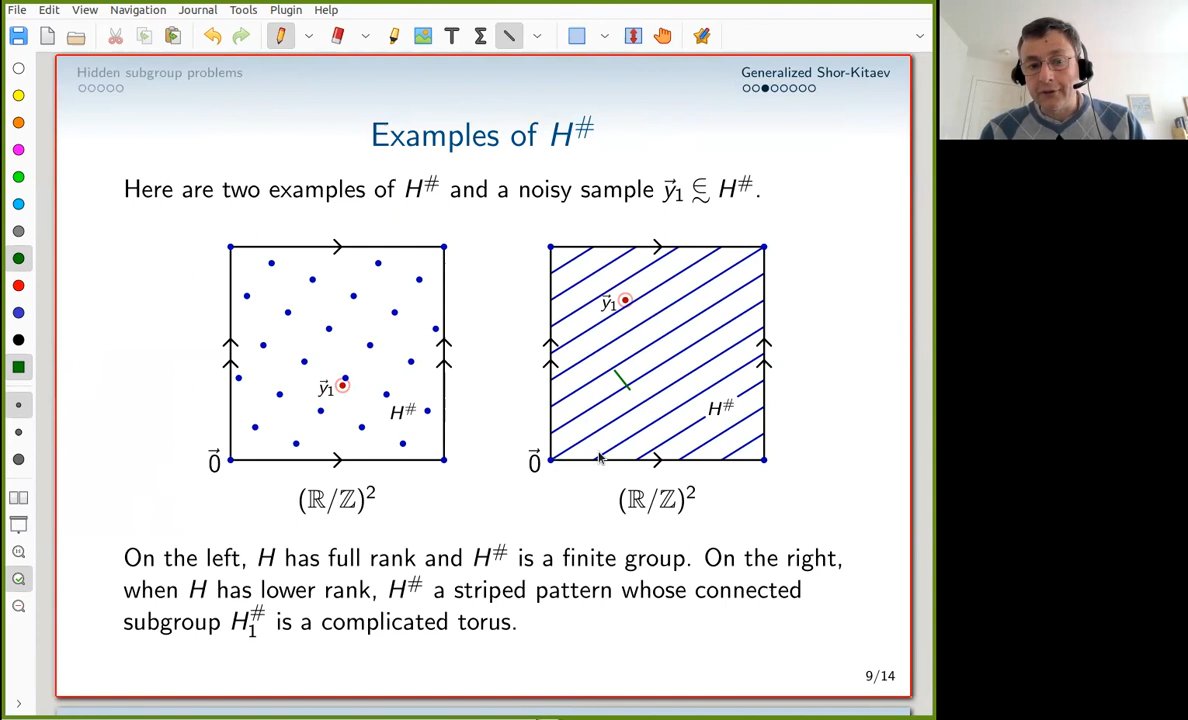 File Edit View Navigation Journal Tools Plugin Help
Hidden subgroup problems
Generalized Shor-Kitaev
Examples of H^#
Here are two examples of H^# and a noisy sample y⃗₁ ⋵ H^#.
y⃗₁
H^#
0⃗
(ℝ/ℤ)²
y⃗₁
H^#
0⃗
(ℝ/ℤ)²
On the left, H has full rank and H^# is a finite group. On the right,
when H has lower rank, H^# a striped pattern whose connected
subgroup H₁^# is a complicated torus.
9/14